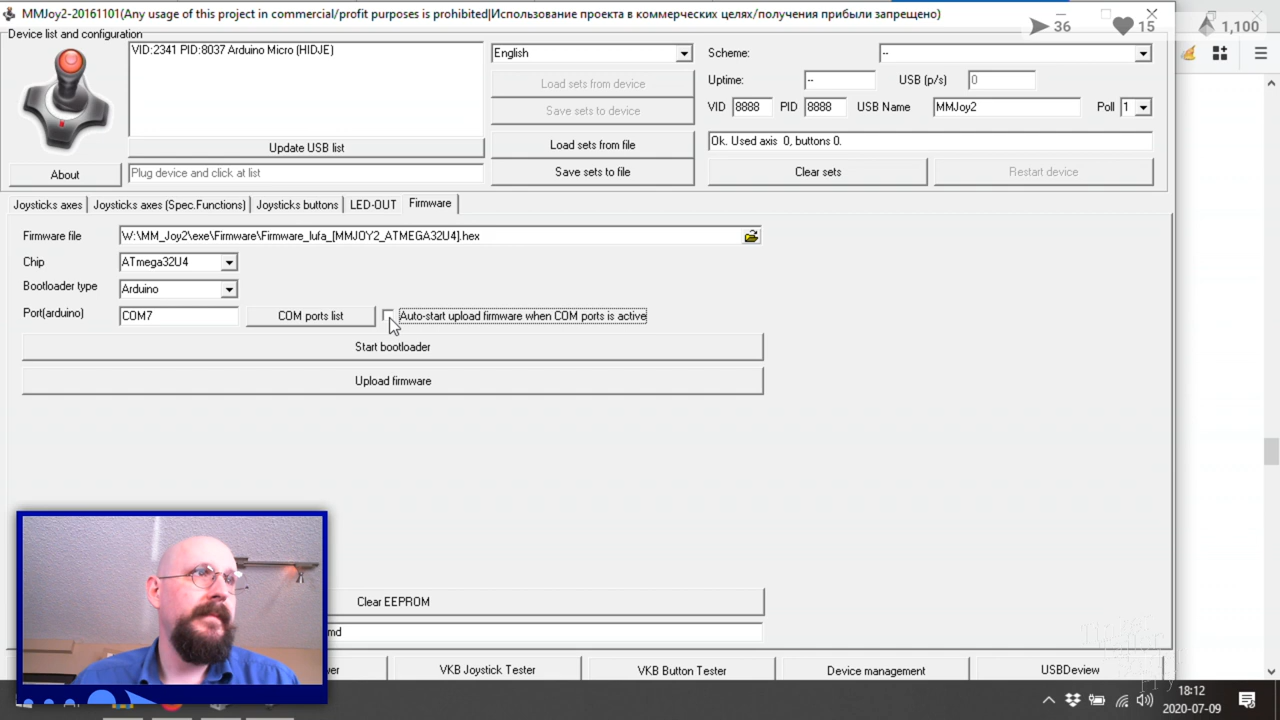 MMJoy2-20161101(Any usage of this project in commercial/profit purposes is prohibited|Использование проекта в коммерческих целях/получения прибыли запрещено)
36
15
1,100
Device list and configuration
VID:2341 PID:8037 Arduino Micro (HIDJE)
Update USB list
About
Plug device and click at list
English
Load sets from device
Save sets to device
Load sets from file
Save sets to file
Scheme:
--
Uptime:
--
USB (p/s)
0
VID 8888 PID 8888 USB Name MMJoy2 Poll 1
Ok. Used axis 0, buttons 0.
Clear sets
Restart device
Joysticks axes
Joysticks axes (Spec.Functions)
Joysticks buttons
LED-OUT
Firmware
Firmware file W:\MM_Joy2\exe\Firmware\Firmware_lufa_[MMJOY2_ATMEGA32U4].hex
Chip ATmega32U4
Bootloader type Arduino
Port(arduino) COM7 COM ports list Auto-start upload firmware when COM ports is active
Start bootloader
Upload firmware
Clear EEPROM
md
er
VKB Joystick Tester
VKB Button Tester
Device management
USBDeview
18:12
2020-07-09